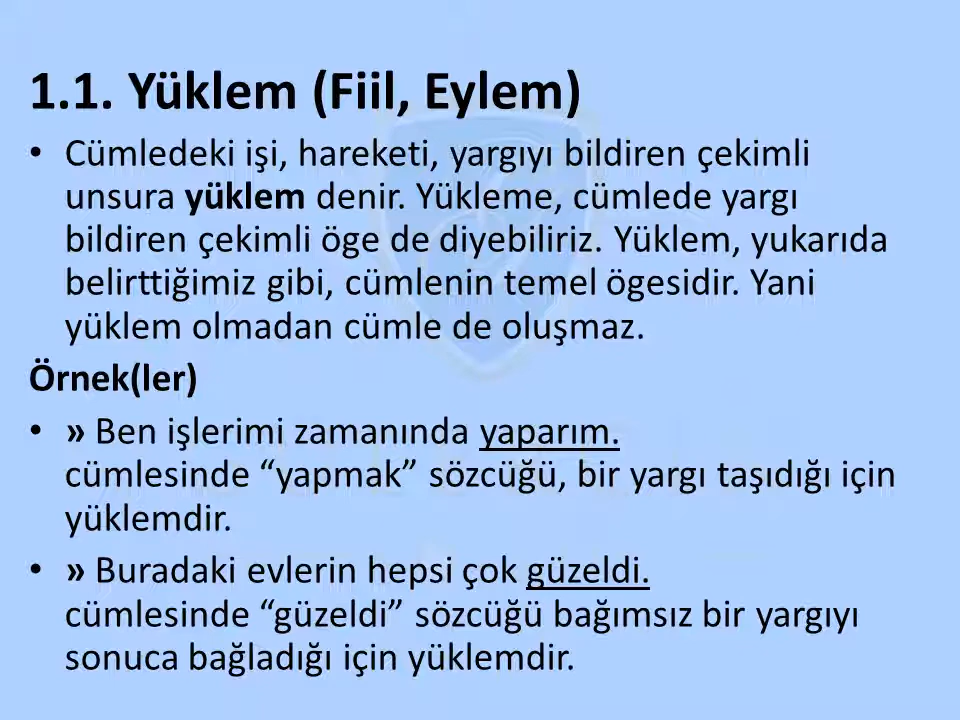 1.1. Yüklem (Fiil, Eylem)
• Cümledeki işi, hareketi, yargıyı bildiren çekimli
unsura yüklem denir. Yükleme, cümlede yargı
bildiren çekimli öge de diyebiliriz. Yüklem, yukarıda
belirttiğimiz gibi, cümlenin temel ögesidir. Yani
yüklem olmadan cümle de oluşmaz.
Örnek(ler)
• » Ben işlerimi zamanında yaparım.
cümlesinde “yapmak” sözcüğü, bir yargı taşıdığı için
yüklemdir.
• » Buradaki evlerin hepsi çok güzeldi.
cümlesinde “güzeldi” sözcüğü bağımsız bir yargıyı
sonuca bağladığı için yüklemdir.